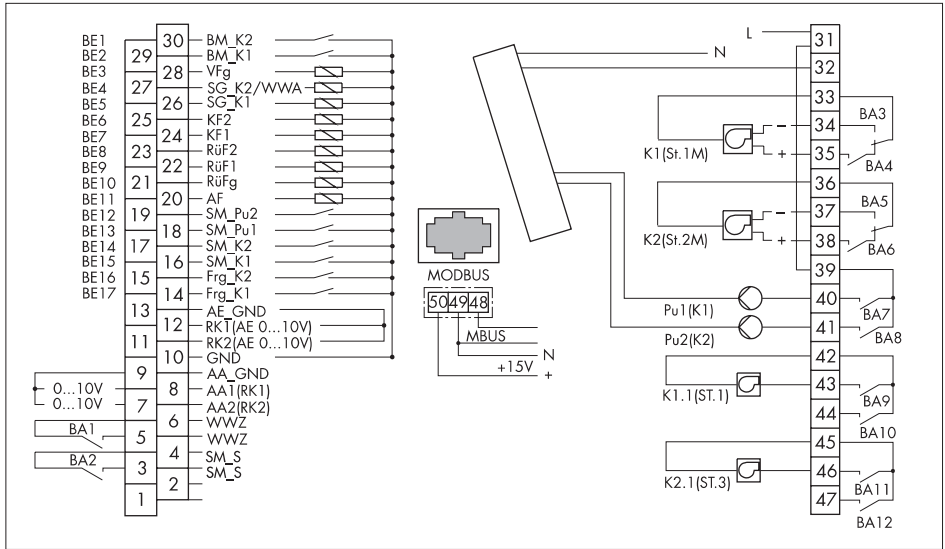 BE1 30 BM_K2
BE2 29 BM_K1
BE3 28 VFg
BE4 27 SG_K2/WWA
BE5 26 SG_K1
BE6 25 KF2
BE7 24 KF1
BE8 23 RüF2
BE9 22 RüF1
BE10 21 RüFg
BE11 20 AF
BE12 19 SM_Pu2
BE13 18 SM_Pu1
BE14 17 SM_K2
BE15 16 SM_K1
BE16 15 Frg_K2
BE17 14 Frg_K1
13 AE_GND
12 RK1(AE 0...10V)
11 RK2(AE 0...10V)
10 GND
9 AA_GND
0...10V 8 AA1(RK1)
0...10V 7 AA2(RK2)
6 WWZ
BA1 5 WWZ
4 SM_S
BA2 3 SM_S
2
1
MODBUS
50 49 48
MBUS
N
+15V +
L 31
N 32
33
34 BA3
K1(St.1M) - +
35 BA4
36
37 BA5
K2(St.2M) - +
38 BA6
39
40
Pu1(K1) BA7
41
Pu2(K2) BA8
42
43
K1.1(ST.1) BA9
44
BA10
45
46
K2.1(ST.3) BA11
47
BA12